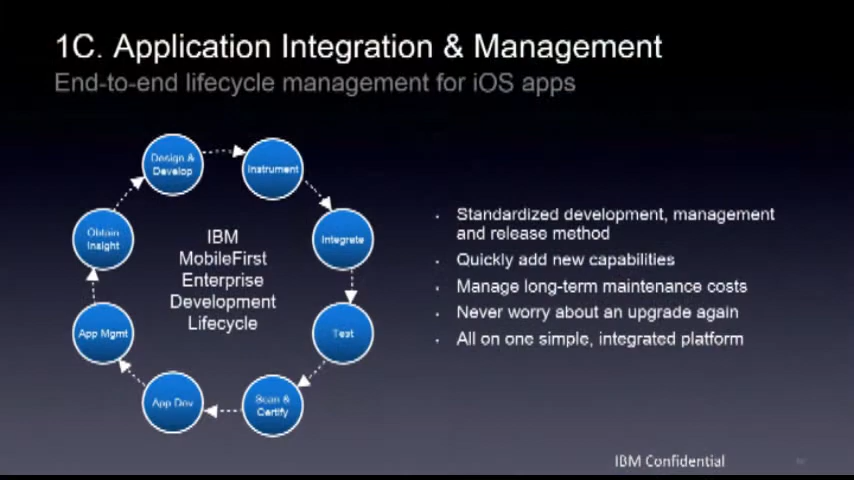 1C. Application Integration & Management
End-to-end lifecycle management for iOS apps
Design &
Develop
Instrument
Obtain
Insight
Integrate
IBM
MobileFirst
Enterprise
Development
Lifecycle
App Mgmt
Test
App Dev
Scan &
Certify
• Standardized development, management
and release method
• Quickly add new capabilities
• Manage long-term maintenance costs
• Never worry about an upgrade again
• All on one simple, integrated platform
IBM Confidential